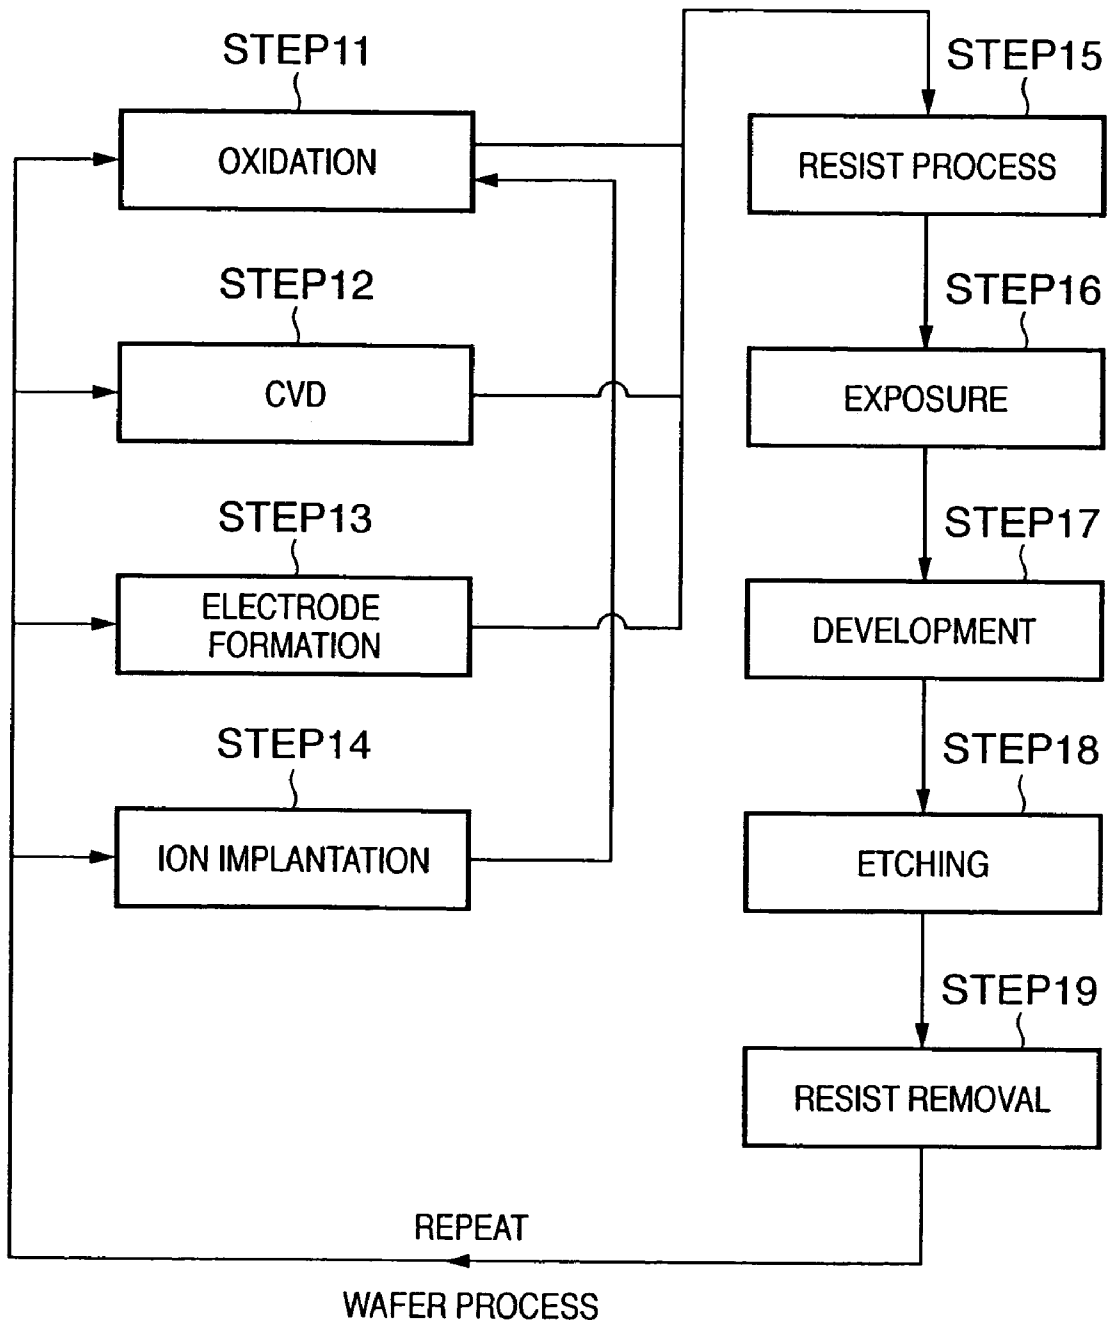 STEP11
OXIDATION
STEP12
CVD
STEP13
ELECTRODE
FORMATION
STEP14
ION IMPLANTATION
STEP15
RESIST PROCESS
STEP16
EXPOSURE
STEP17
DEVELOPMENT
STEP18
ETCHING
STEP19
RESIST REMOVAL
REPEAT
WAFER PROCESS